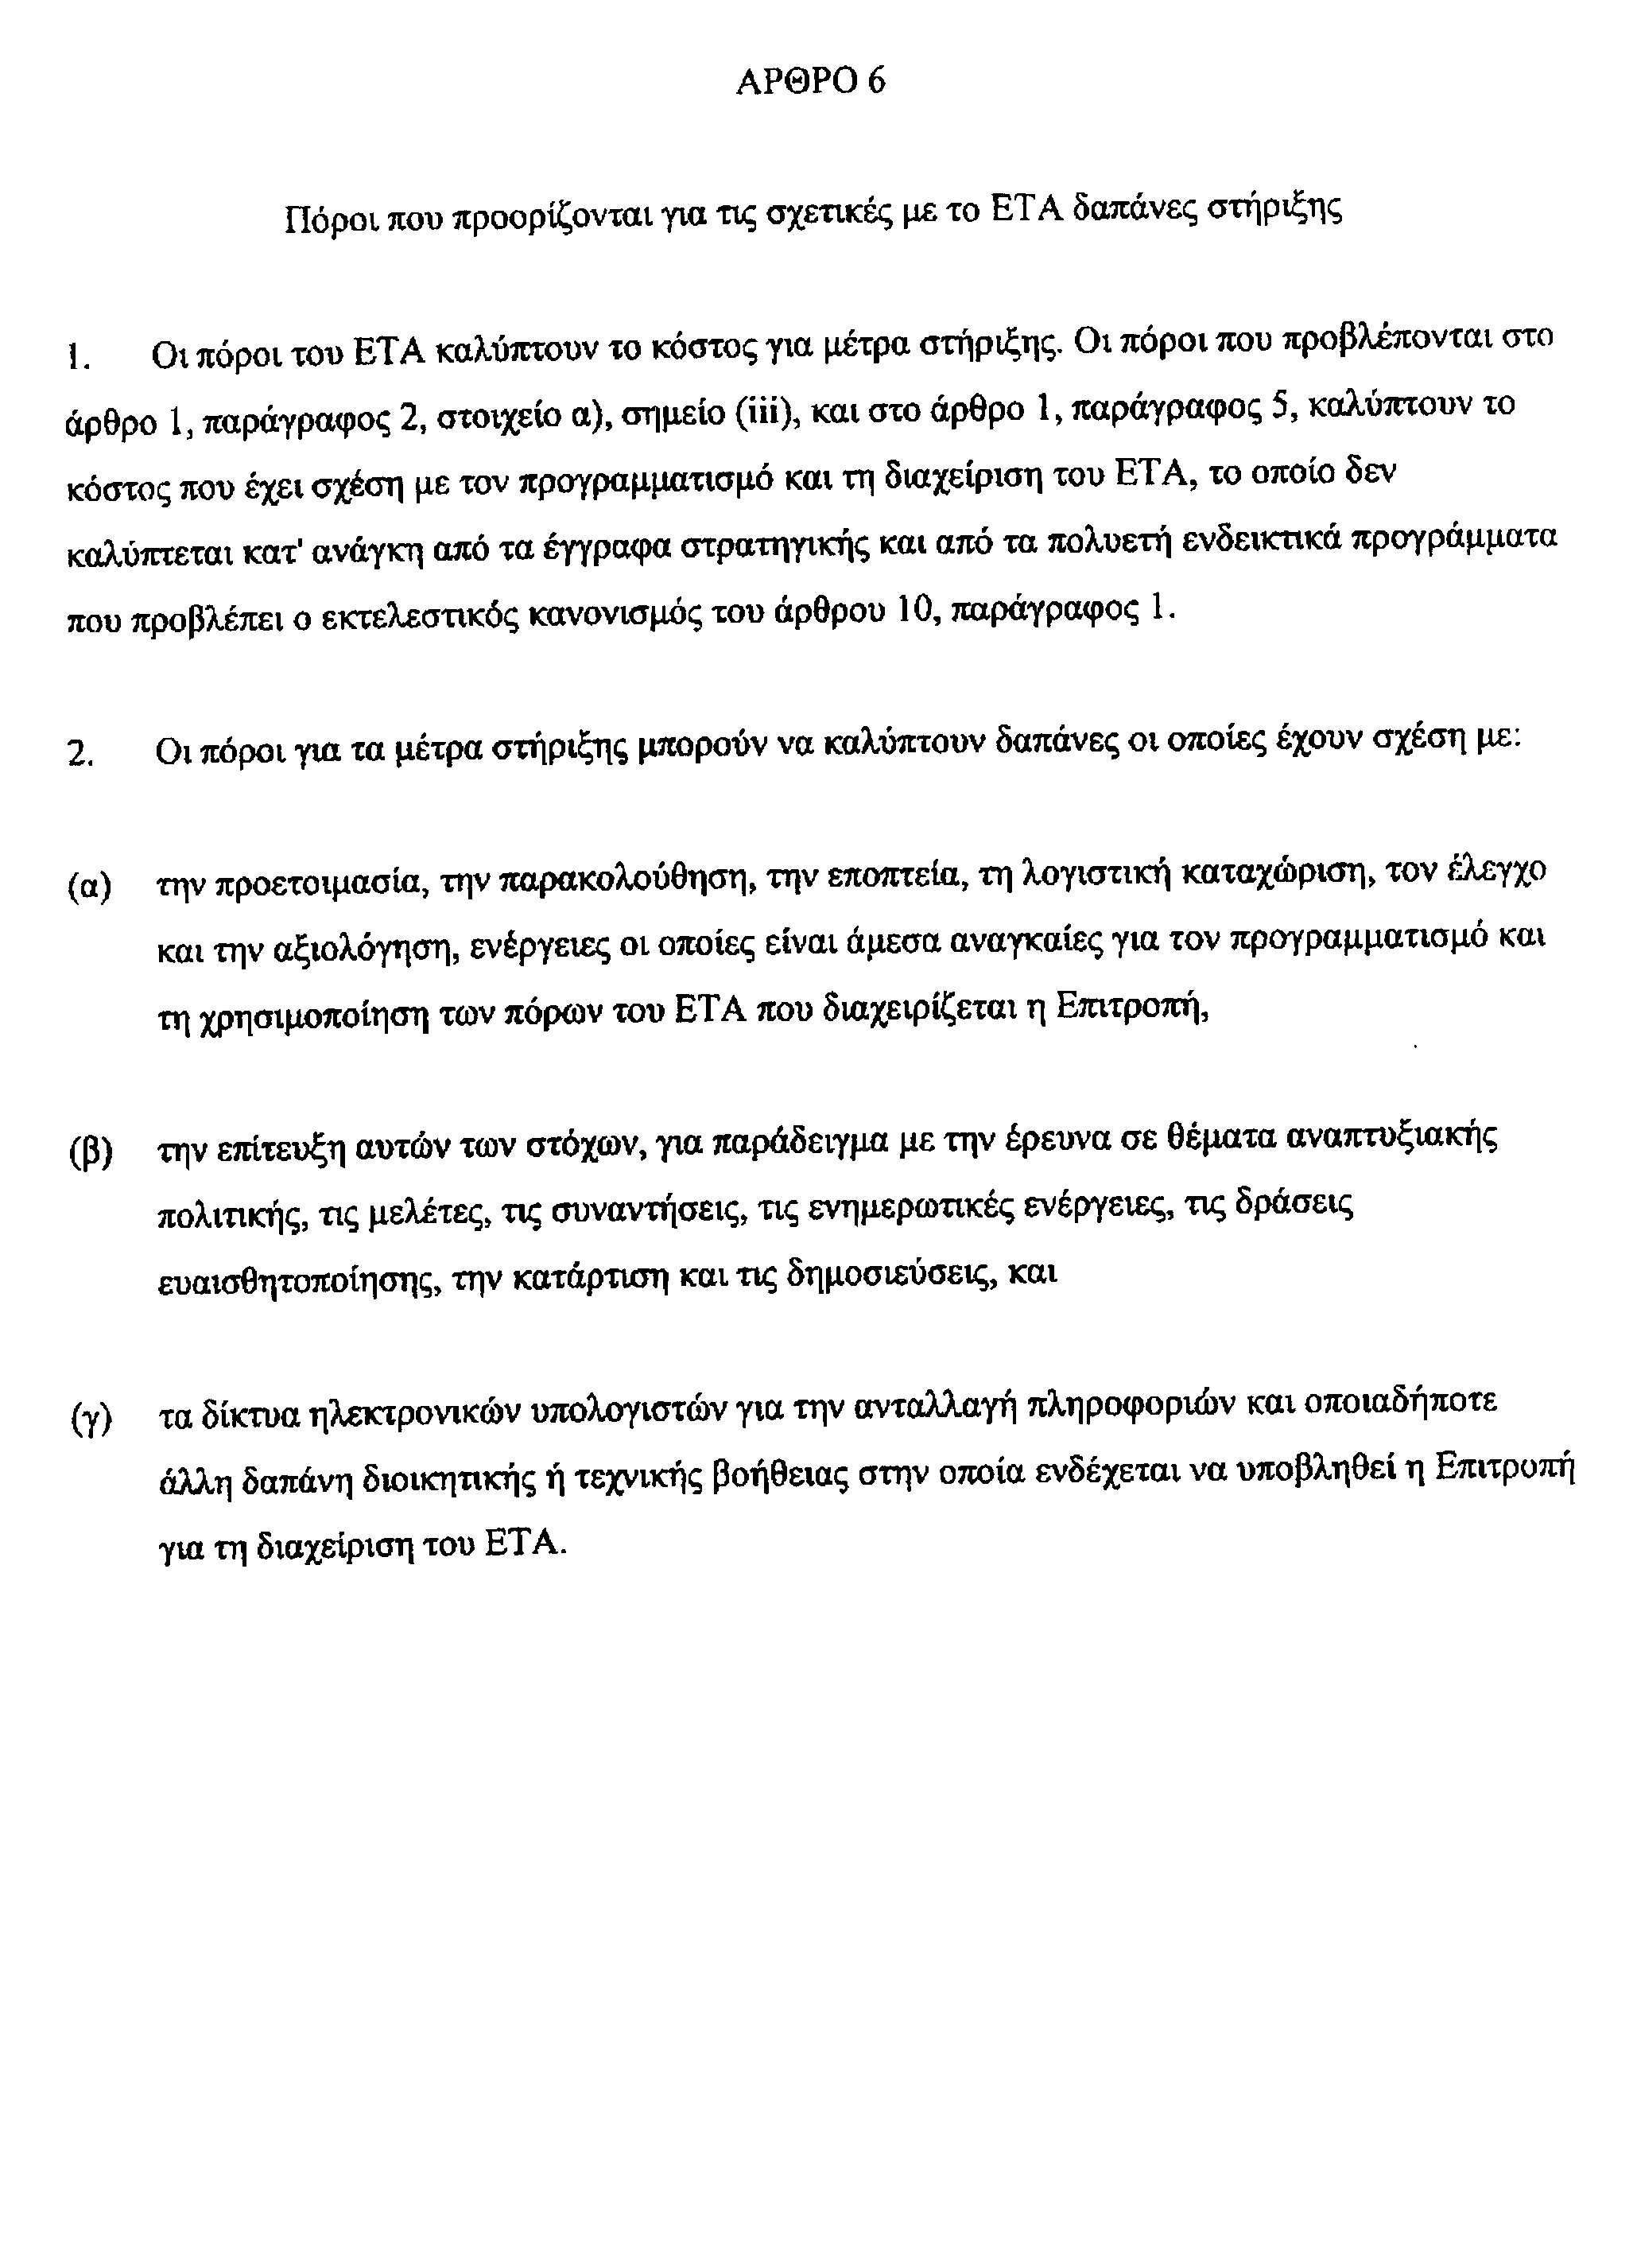 ΑΡΘΡΟ 6
Πόροι που προορίζονται για τις σχετικές με το ΕΤΑ δαπάνες στήριξης
1. Οι πόροι του ΕΤΑ καλύπτουν το κόστος για μέτρα στήριξης. Οι πόροι που προβλέπονται στο
άρθρο 1, παράγραφος 2, στοιχείο α), σημείο (iii), και στο άρθρο 1, παράγραφος 5, καλύπτουν το
κόστος που έχει σχέση με τον προγραμματισμό και τη διαχείριση του ΕΤΑ, το οποίο δεν
καλύπτεται κατ' ανάγκη από τα έγγραφα στρατηγικής και από τα πολυετή ενδεικτικά προγράμματα
που προβλέπει ο εκτελεστικός κανονισμός του άρθρου 10, παράγραφος 1.
2. Οι πόροι για τα μέτρα στήριξης μπορούν να καλύπτουν δαπάνες οι οποίες έχουν σχέση με:
(α) την προετοιμασία, την παρακολούθηση, την εποπτεία, τη λογιστική καταχώριση, τον έλεγχο
και την αξιολόγηση, ενέργειες οι οποίες είναι άμεσα αναγκαίες για τον προγραμματισμό και
τη χρησιμοποίηση των πόρων του ΕΤΑ που διαχειρίζεται η Επιτροπή,
(β) την επίτευξη αυτών των στόχων, για παράδειγμα με την έρευνα σε θέματα αναπτυξιακής
πολιτικής, τις μελέτες, τις συναντήσεις, τις ενημερωτικές ενέργειες, τις δράσεις
ευαισθητοποίησης, την κατάρτιση και τις δημοσιεύσεις, και
(γ) τα δίκτυα ηλεκτρονικών υπολογιστών για την ανταλλαγή πληροφοριών και οποιαδήποτε
άλλη δαπάνη διοικητικής ή τεχνικής βοήθειας στην οποία ενδέχεται να υποβληθεί η Επιτροπή
για τη διαχείριση του ΕΤΑ.